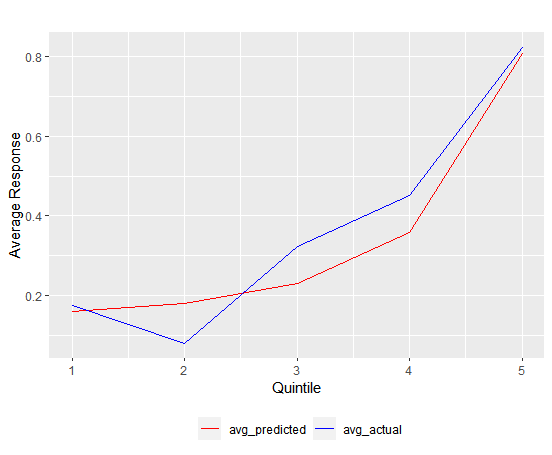 Average Response
0.8
0.6
0.4
0.2
1 2 3 4 5
Quintile
avg_predicted avg_actual